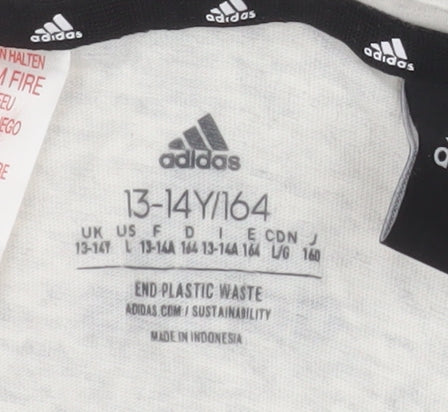 adidas
adidas
adidas
N HALTEN
M FIRE
FEU
EGO
RE
adidas
13-14Y/164
UK US F D I E CDN J
13-14Y L 13-14A 164 13-14A 164 L/G 160
END PLASTIC WASTE
ADIDAS.COM / SUSTAINABILITY
MADE IN INDONESIA